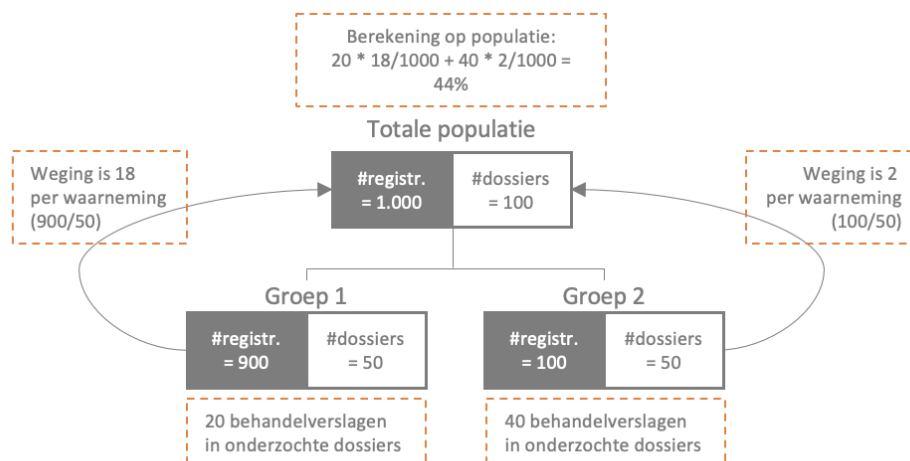 Berekening op populatie:
20 * 18/1000 + 40 * 2/1000 =
44%
Totale populatie
Weging is 18
per waarneming
(900/50)
#registr.
= 1.000
#dossiers
= 100
Weging is 2
per waarneming
(100/50)
Groep 1
#registr.
= 900
#dossiers
= 50
Groep 2
#registr.
= 100
#dossiers
= 50
20 behandelverslagen
in onderzochte dossiers
40 behandelverslagen
in onderzochte dossiers